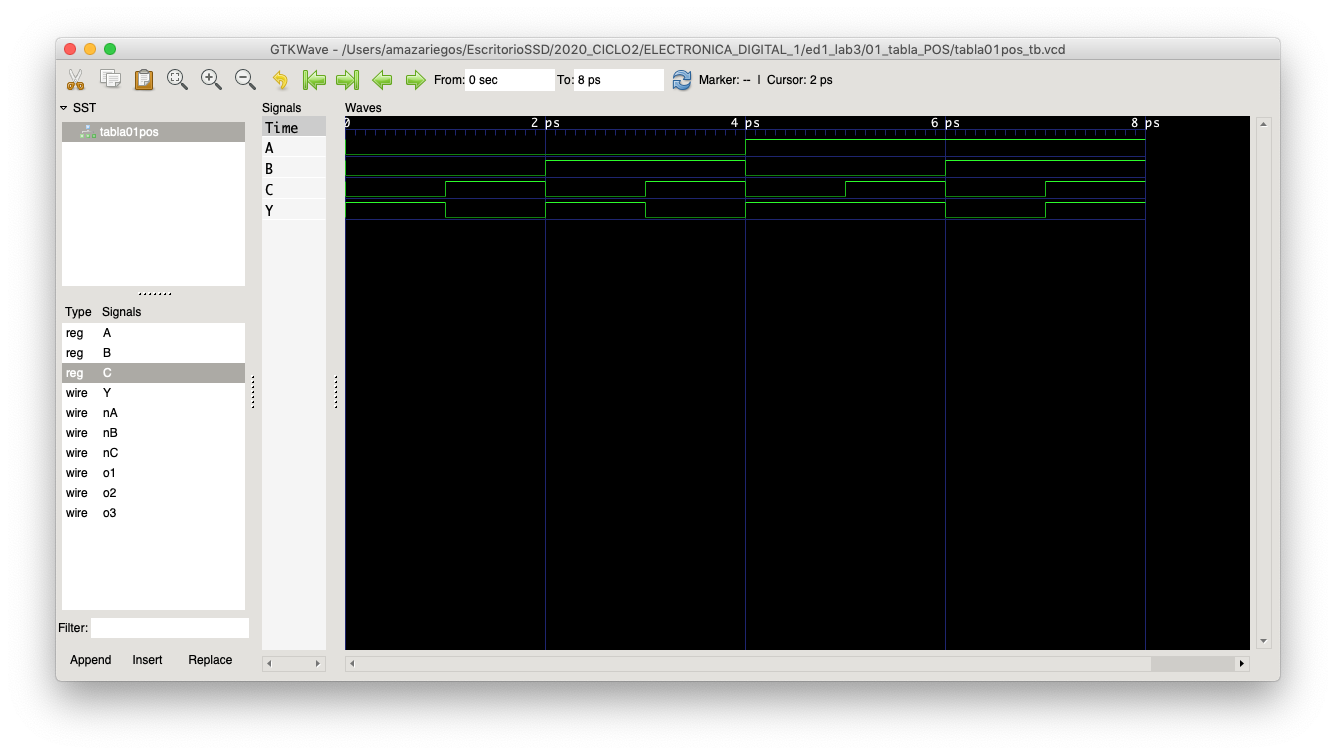 GTKWave - /Users/amazariegos/EscritorioSSD/2020_CICLO2/ELECTRONICA_DIGITAL_1/ed1_lab3/01_tabla_POS/tabla01pos_tb.vcd
From: 0 sec To: 8 ps Marker: -- | Cursor: 2 ps
SST
tabla01pos
Type Signals
reg A
reg B
reg C
wire Y
wire nA
wire nB
wire nC
wire o1
wire o2
wire o3
Filter:
Append Insert Replace
Signals
Time
A
B
C
Y
Waves
0 2 ps 4 ps 6 ps 8 ps